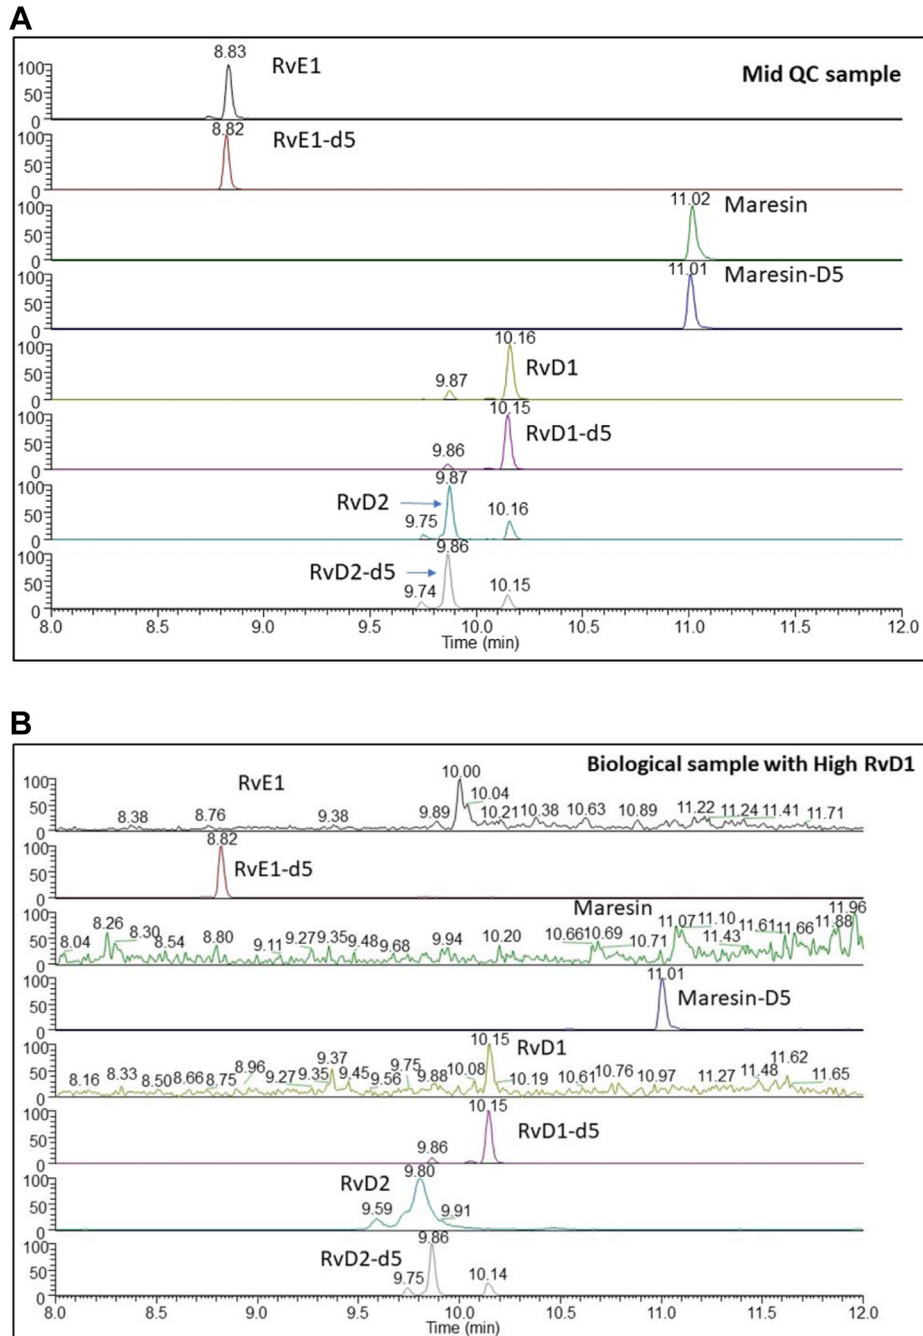 A
Mid QC sample
8.83 RvE1
100
50
0
8.82 RvE1-d5
100
50
0
11.02 Maresin
100
50
0
11.01 Maresin-D5
100
50
0
10.16 RvD1
9.87
100
50
0
10.15 RvD1-d5
9.86
100
50
0
9.87
RvD2
9.75 10.16
100
50
0
9.86
RvD2-d5
9.74 10.15
100
50
0
8.0 8.5 9.0 9.5 10.0 10.5 11.0 11.5 12.0
Time (min)
B
Biological sample with High RvD1
RvE1
10.00
8.38 8.76 9.38 9.89 10.04 10.21 10.38 10.63 10.89 11.22 11.24 11.41 11.71
100
50
0
8.82 RvE1-d5
100
50
0
Maresin
8.04 8.26 8.30 8.54 8.80 9.11 9.27 9.35 9.48 9.68 9.94 10.20 10.66 10.69 10.71 11.07 11.10 11.43 11.61 11.66 11.88 11.96
100
50
0
11.01 Maresin-D5
100
50
0
10.15 RvD1
8.16 8.33 8.50 8.66 8.75 8.96 9.27 9.35 9.37 9.45 9.56 9.75 9.88 10.08 10.19 10.61 10.76 10.97 11.27 11.48 11.62 11.65
100
50
0
10.15 RvD1-d5
9.86
100
50
0
RvD2 9.80
9.59 9.91
100
50
0
RvD2-d5 9.86
9.75 10.14
100
50
0
8.0 8.5 9.0 9.5 10.0 10.5 11.0 11.5 12.0
Time (min)